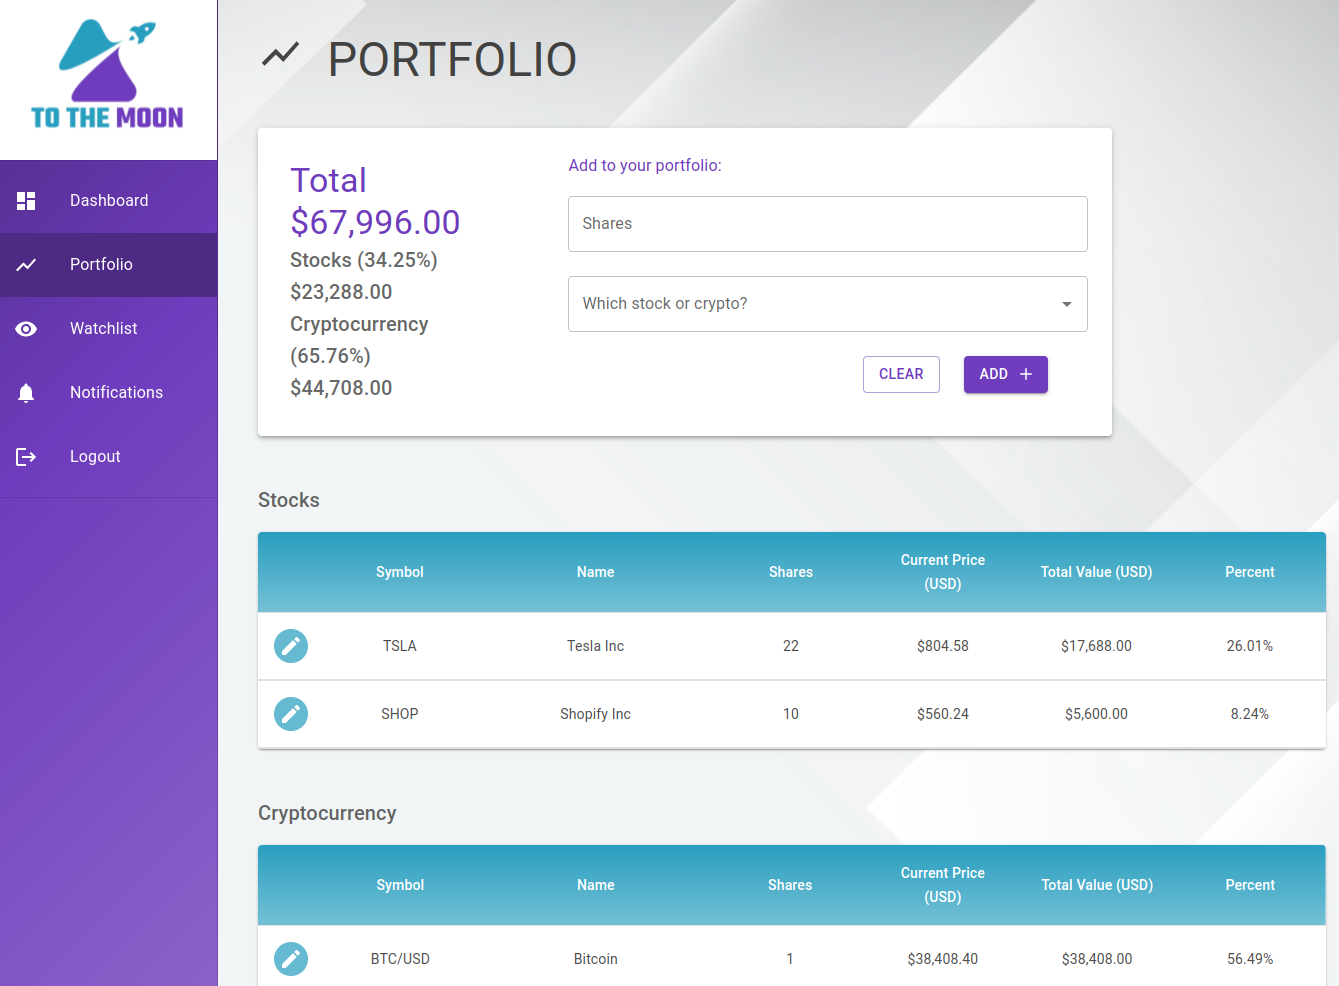 TO THE MOON
Dashboard
Portfolio
Watchlist
Notifications
Logout
PORTFOLIO
Total
$67,996.00
Stocks (34.25%)
$23,288.00
Cryptocurrency
(65.76%)
$44,708.00
Add to your portfolio:
Shares
Which stock or crypto?
CLEAR
ADD +
Stocks
Symbol Name Shares Current Price (USD) Total Value (USD) Percent
TSLA Tesla Inc 22 $804.58 $17,688.00 26.01%
SHOP Shopify Inc 10 $560.24 $5,600.00 8.24%
Cryptocurrency
Symbol Name Shares Current Price (USD) Total Value (USD) Percent
BTC/USD Bitcoin 1 $38,408.40 $38,408.00 56.49%